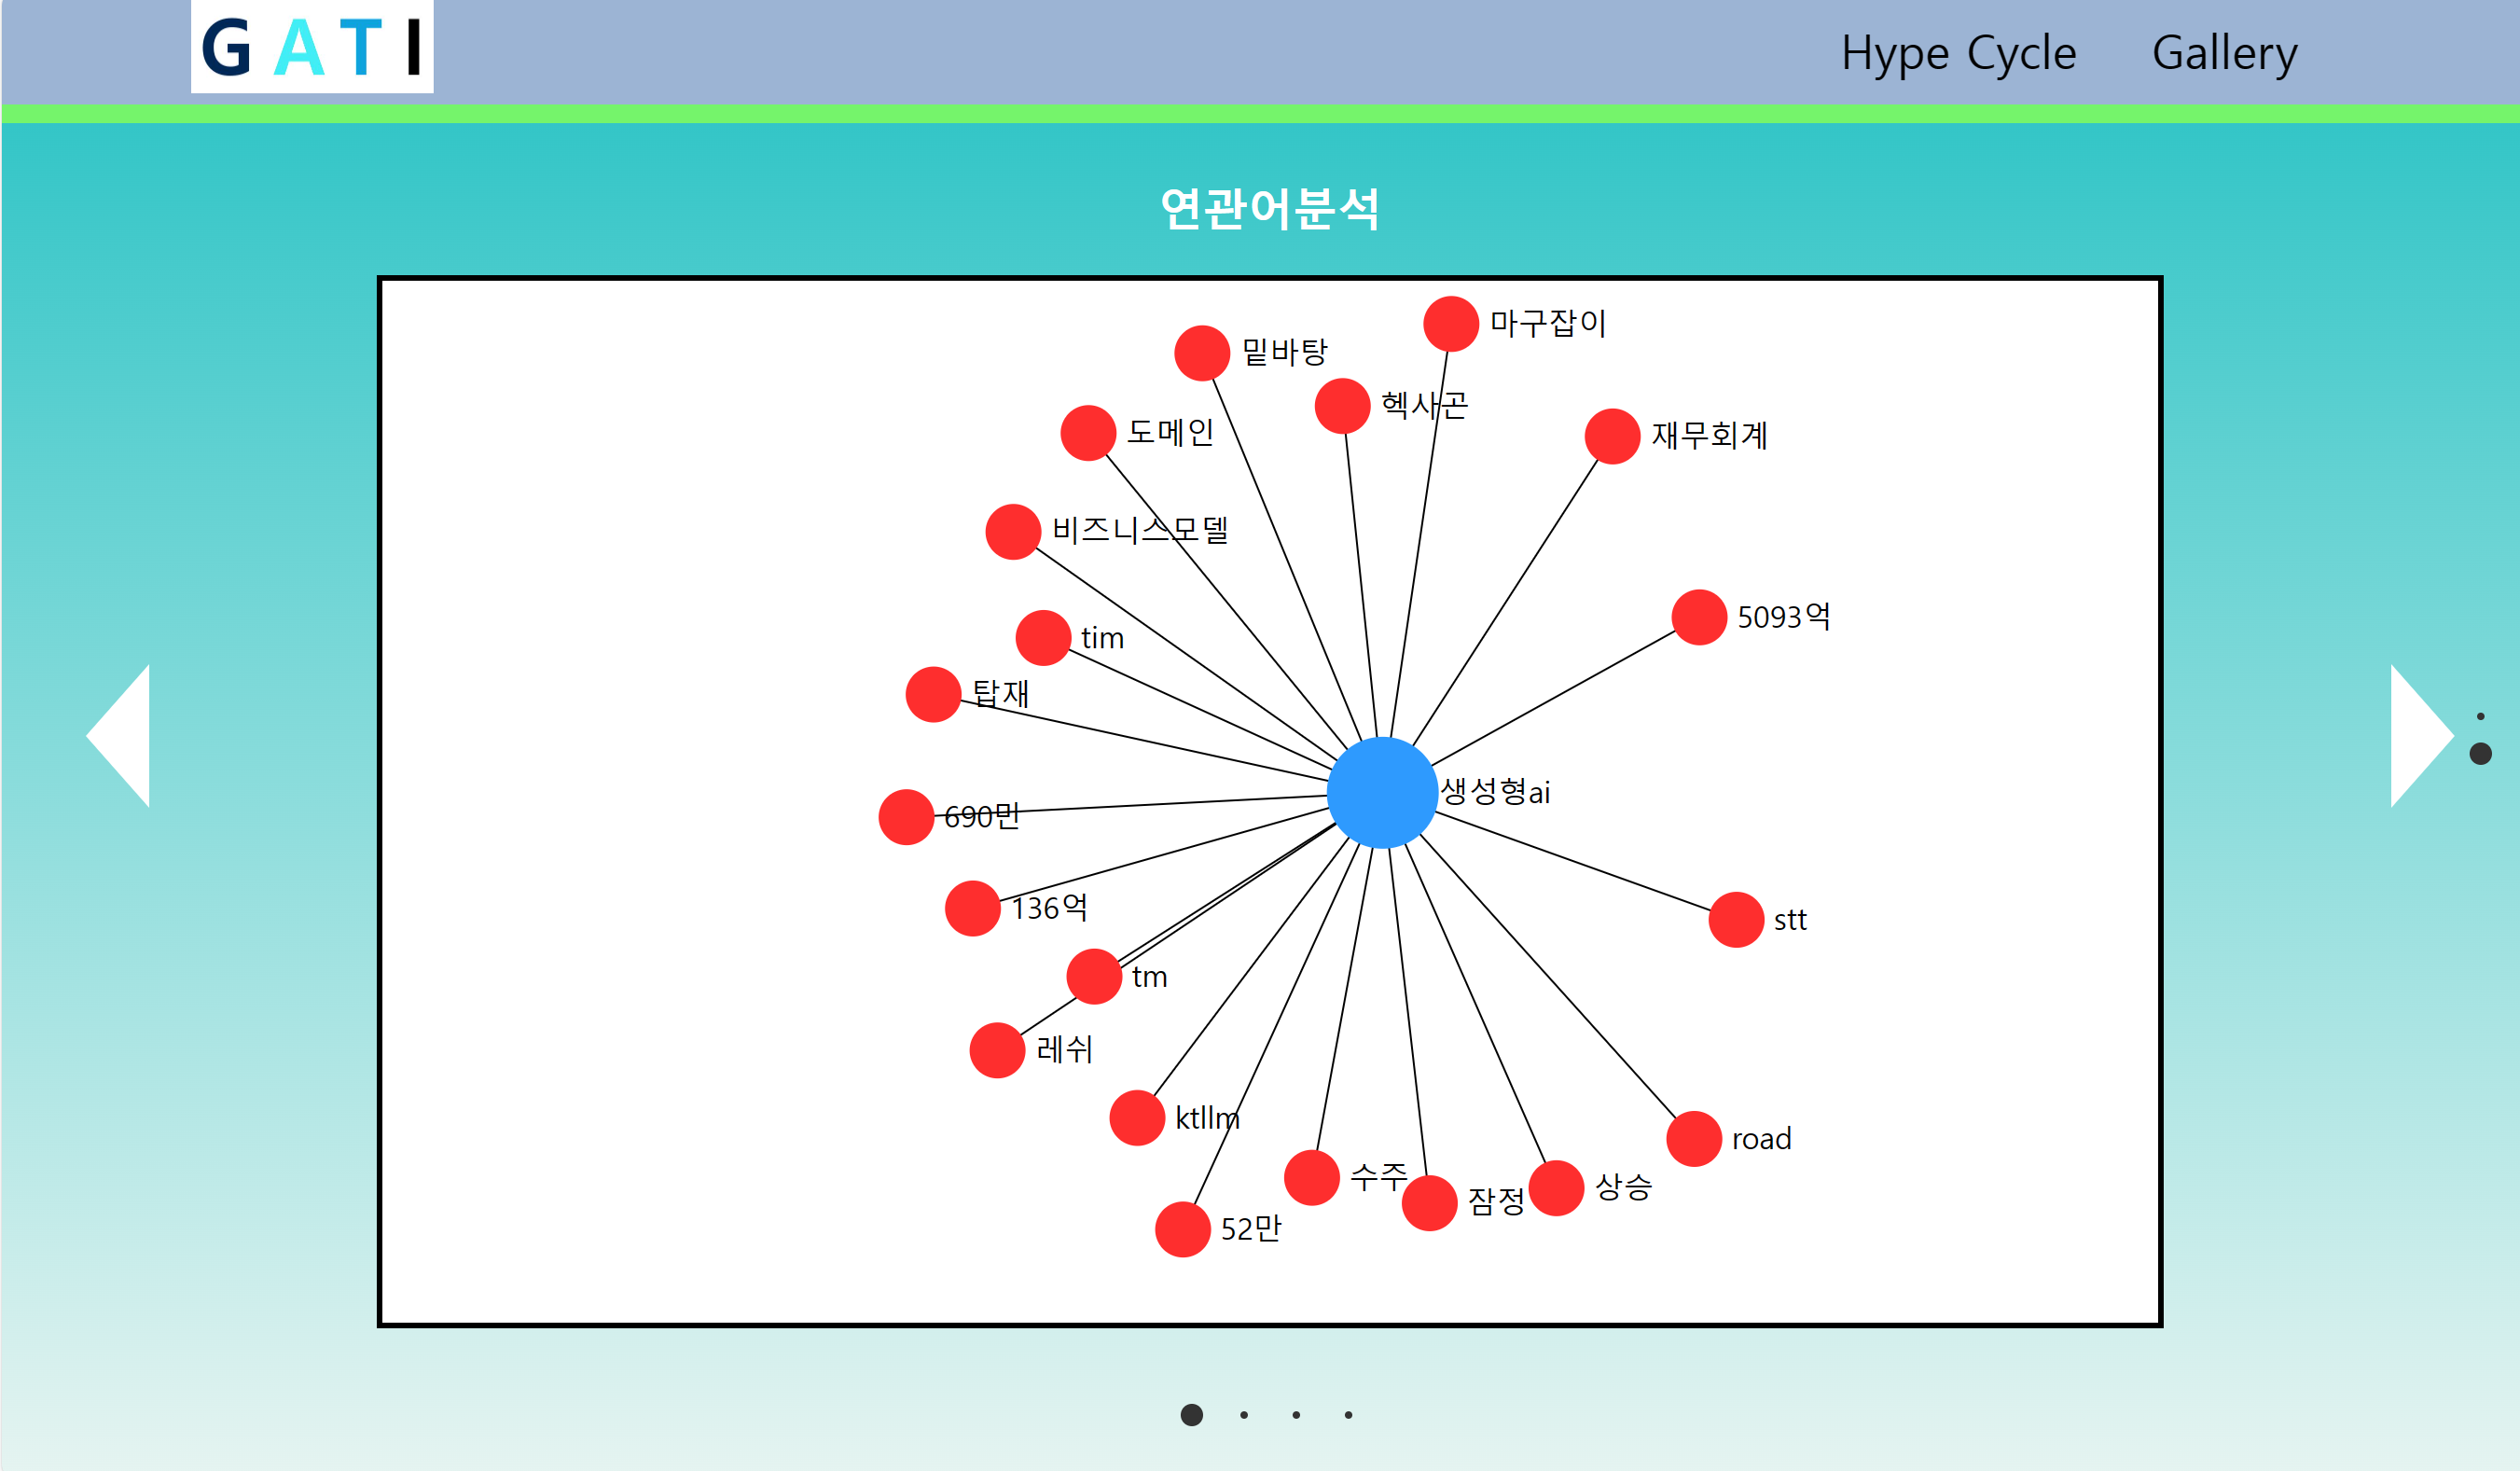 GATI
Hype Cycle
Gallery
연관어분석
마구잡이
밑바탕
헥사곤
도메인
재무회계
비즈니스모델
5093억
tim
탑재
생성형ai
690만
136억
stt
tm
레쉬
ktllm
road
수주
상승
잠정
52만